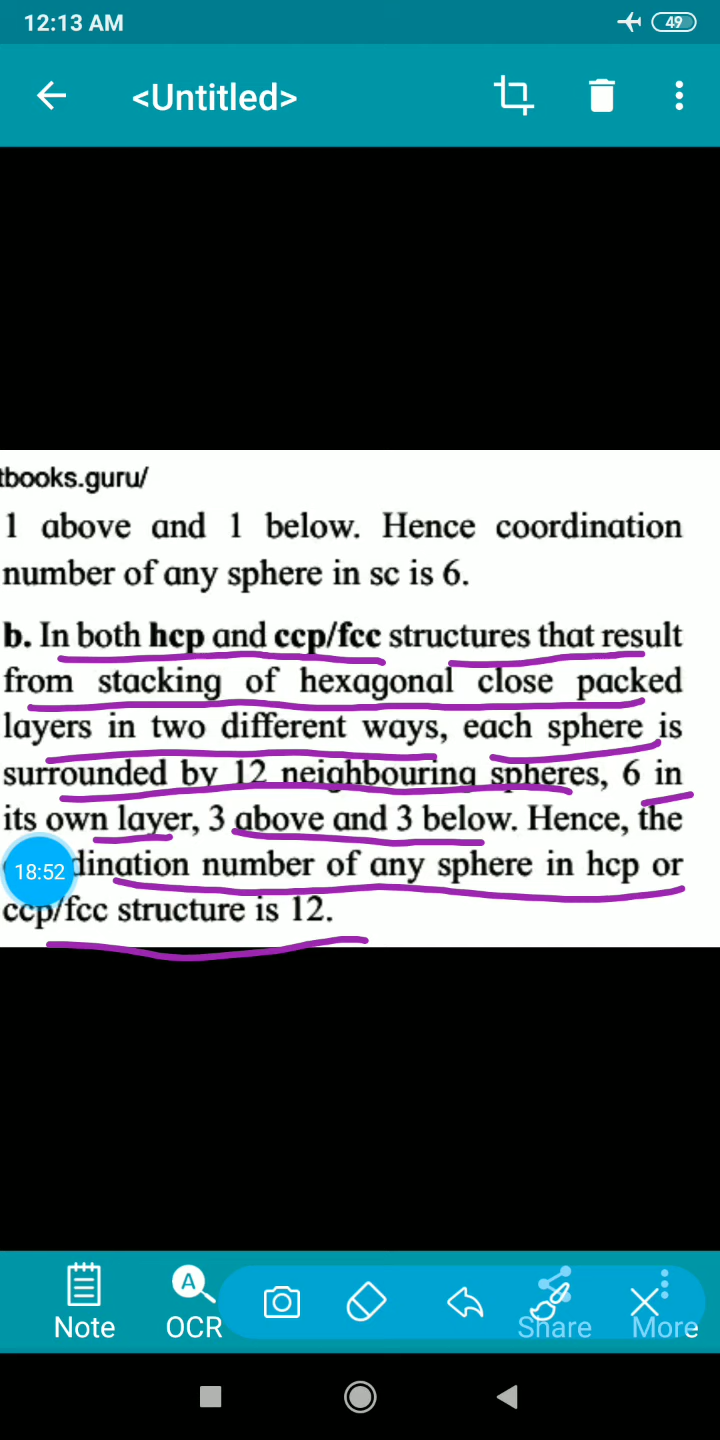 12:13 AM
49
<Untitled>
tbooks.guru/
1 above and 1 below. Hence coordination
number of any sphere in sc is 6.
b. In both hcp and ccp/fcc structures that result
from stacking of hexagonal close packed
layers in two different ways, each sphere is
surrounded by 12 neighbouring spheres, 6 in
its own layer, 3 above and 3 below. Hence, the
18:52 dination number of any sphere in hcp or
ccp/fcc structure is 12.
A
Note OCR Share More